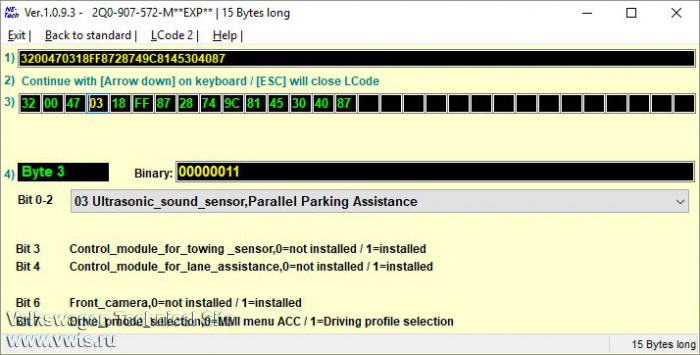 NE-Tech Ver.1.0.9.3 - 2Q0-907-572-M**EXP** | 15 Bytes long
Exit | Back to standard | LCode 2 | Help |
1) 3200470318FF8728749C8145304087
2) Continue with [Arrow down] on keyboard / [ESC] will close LCode
3) 32 00 47 03 18 FF 87 28 74 9C 81 45 30 40 87
4) Byte 3 Binary: 00000011
Bit 0-2 03 Ultrasonic_sound_sensor,Parallel Parking Assistance
Bit 3 Control_module_for_towing _sensor,0=not installed / 1=installed
Bit 4 Control_module_for_lane_assistance,0=not installed / 1=installed
Bit 6 Front_camera,0=not installed / 1=installed
Bit 7 Drive_pmode_selection,0=MMI menu ACC / 1=Driving profile selection
Volkswagen Technical Site
www.vwts.ru
15 Bytes long